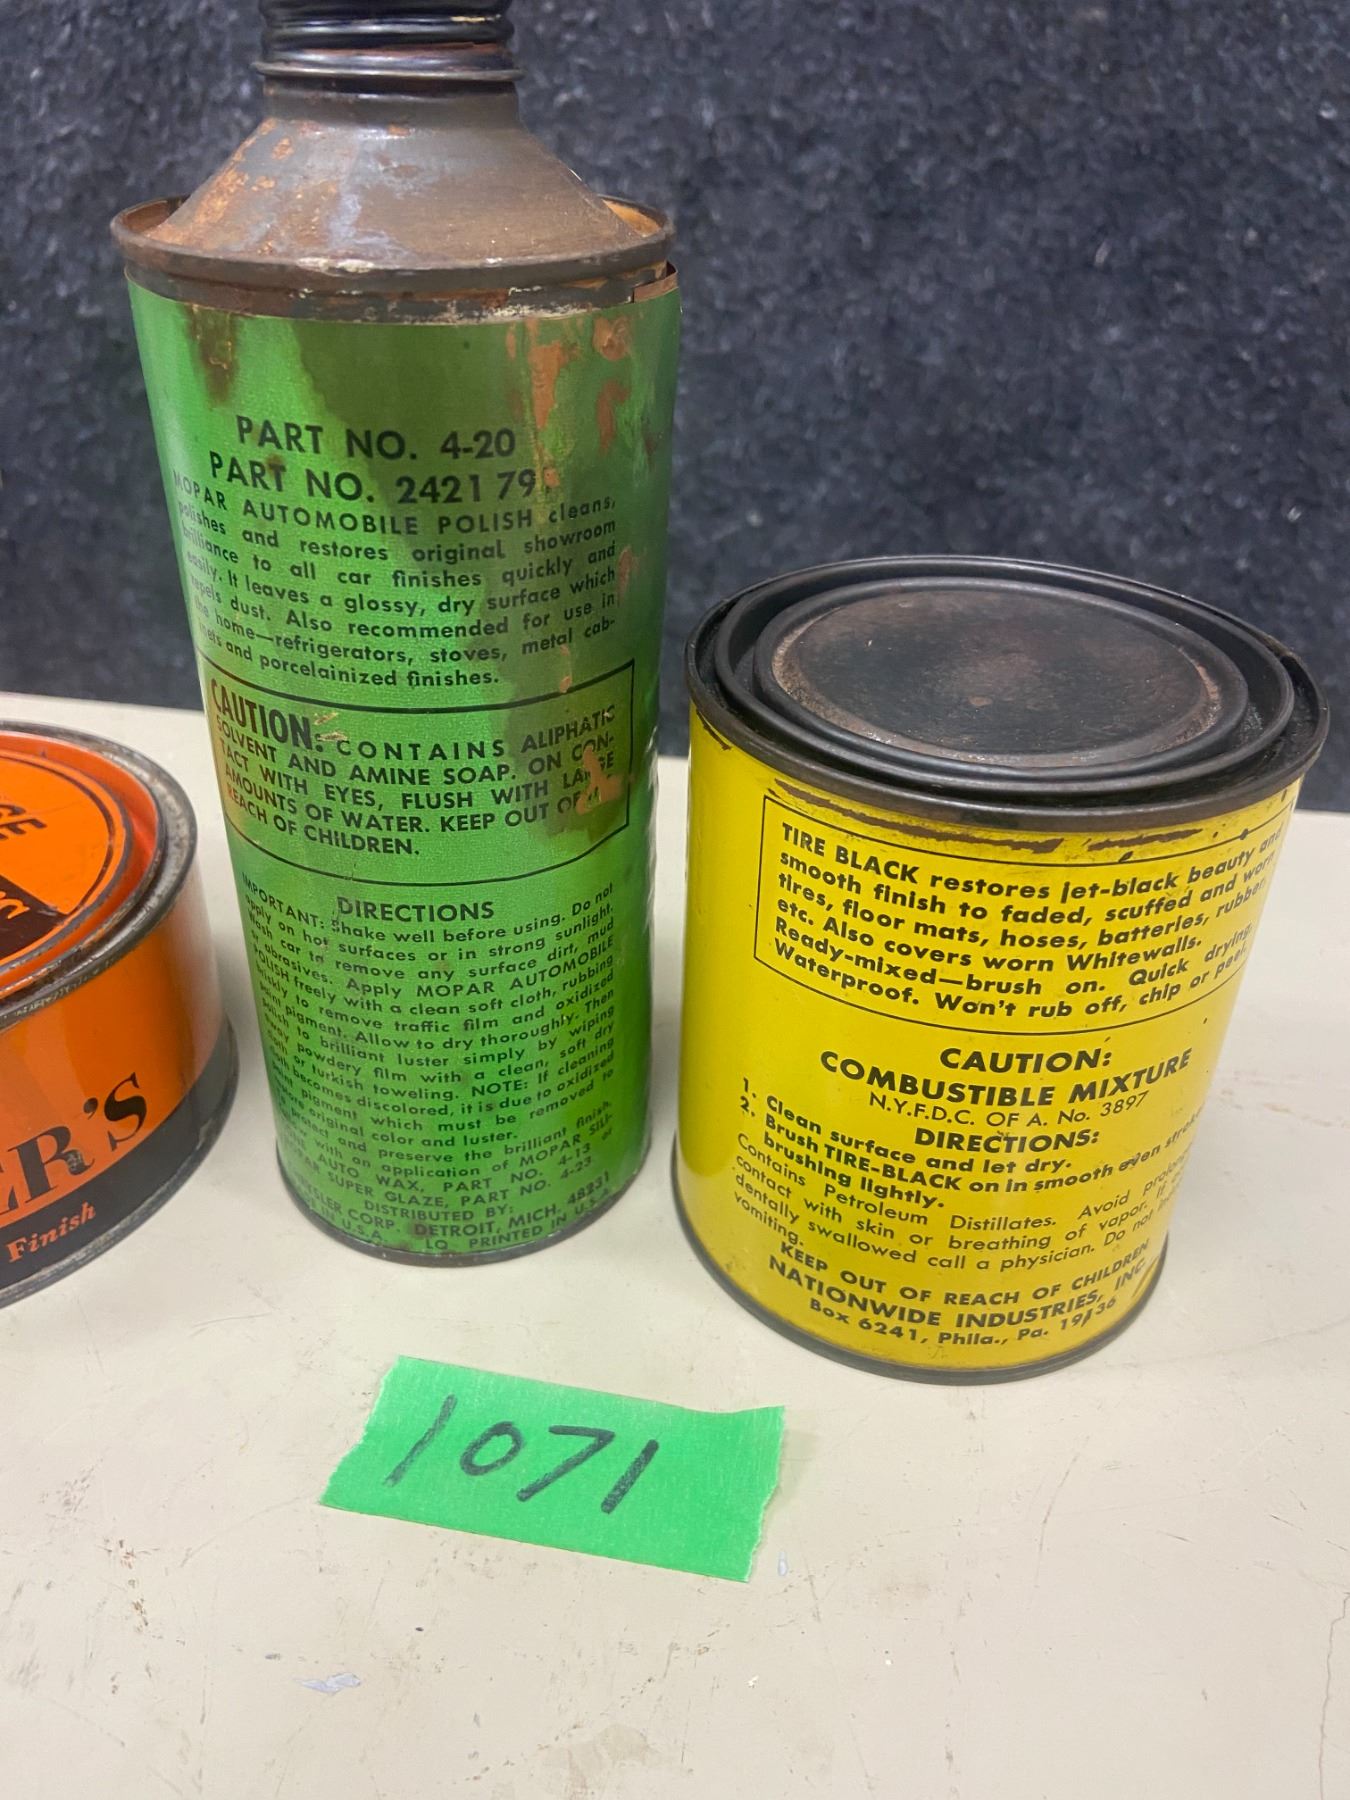 PART NO. 4-20
PART NO. 2421 79
MOPAR AUTOMOBILE POLISH cleans,
polishes and restores original showroom
brilliance to all car finishes quickly and
easily. It leaves a glossy, dry surface which
repels dust. Also recommended for use in
the home—refrigerators, stoves, metal cab-
inets and porcelainized finishes.
CAUTION: CONTAINS ALIPHATIC
SOLVENT AND AMINE SOAP. ON CON-
TACT WITH EYES, FLUSH WITH LARGE
AMOUNTS OF WATER. KEEP OUT OF
REACH OF CHILDREN.
DIRECTIONS
IMPORTANT: Shake well before using. Do not
apply on hot surfaces or in strong sunlight.
Wash car to remove any surface dirt, mud
or abrasives. Apply MOPAR AUTOMOBILE
POLISH freely with a clean soft cloth, rubbing
briskly to remove traffic film and oxidized
paint pigment. Allow to dry thoroughly. Then
polish to brilliant luster simply by wiping
away powdery film with a clean, soft dry
cloth or turkish toweling. NOTE: If cleaning
cloth becomes discolored, it is due to oxidized
paint pigment which must be removed to
restore original color and luster.
To protect and preserve the brilliant finish,
with an application of MOPAR SILI-
AUTO WAX, PART NO. 4-13 or
MOPAR SUPER GLAZE, PART NO. 4-23
DISTRIBUTED BY:
CHRYSLER CORP. DETROIT, MICH. 48231
IN U.S.A. LO PRINTED IN U.S.A.
TIRE BLACK restores jet-black beauty and
smooth finish to faded, scuffed and worn
tires, floor mats, hoses, batteries, rubber,
etc. Also covers worn Whitewalls.
Ready-mixed—brush on. Quick drying.
Waterproof. Won't rub off, chip or peel.
CAUTION:
COMBUSTIBLE MIXTURE
N.Y.F.D.C. OF A. No. 3897
DIRECTIONS:
1. Clean surface and let dry.
2. Brush TIRE-BLACK on in smooth even strokes
brushing lightly.
Contains Petroleum Distillates. Avoid
contact with skin or breathing of vapor. If
dentally swallowed call a physician. Do not
vomiting.
KEEP OUT OF REACH OF CHILDREN
NATIONWIDE INDUSTRIES, INC.
Box 6241, Phila., Pa. 19136
ER'S
Finish
1071